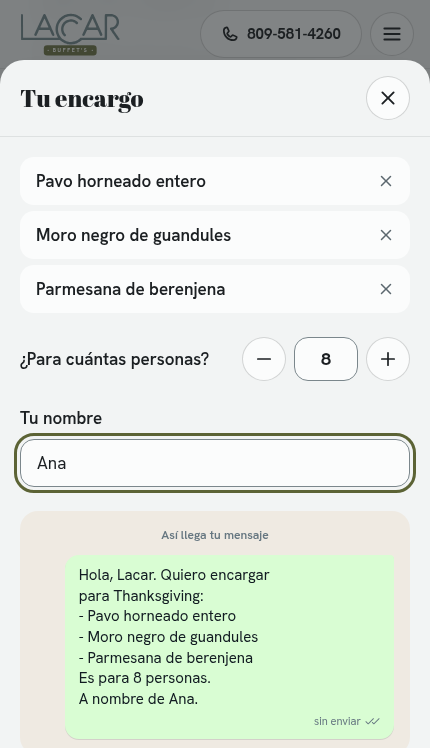 LACAR
· BUFFET'S ·
809-581-4260
Tu encargo
Pavo horneado entero
Moro negro de guandules
Parmesana de berenjena
¿Para cuántas personas?
8
Tu nombre
Ana
Así llega tu mensaje
Hola, Lacar. Quiero encargar
para Thanksgiving:
- Pavo horneado entero
- Moro negro de guandules
- Parmesana de berenjena
Es para 8 personas.
A nombre de Ana.
sin enviar